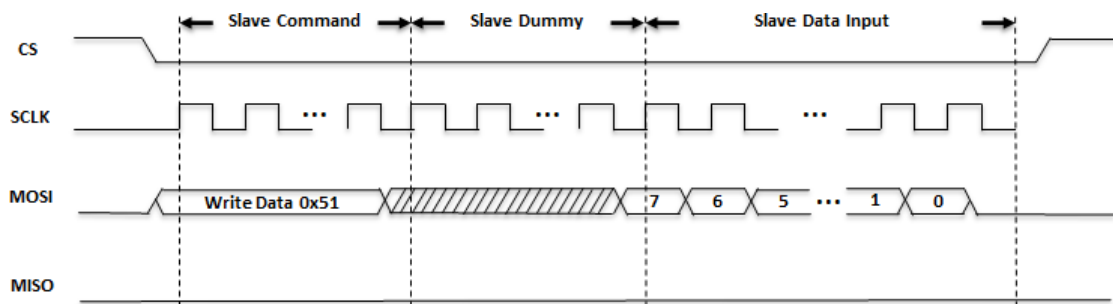 Slave Command Slave Dummy Slave Data Input
CS
SCLK ... ... ...
MOSI Write Data 0x51 7 6 5 ... 1 0
MISO